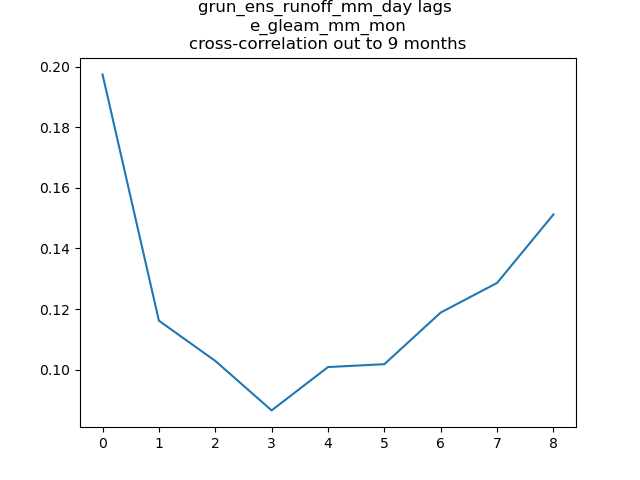 grun_ens_runoff_mm_day lags
e_gleam_mm_mon
cross-correlation out to 9 months
0.20
0.18
0.16
0.14
0.12
0.10
0 1 2 3 4 5 6 7 8